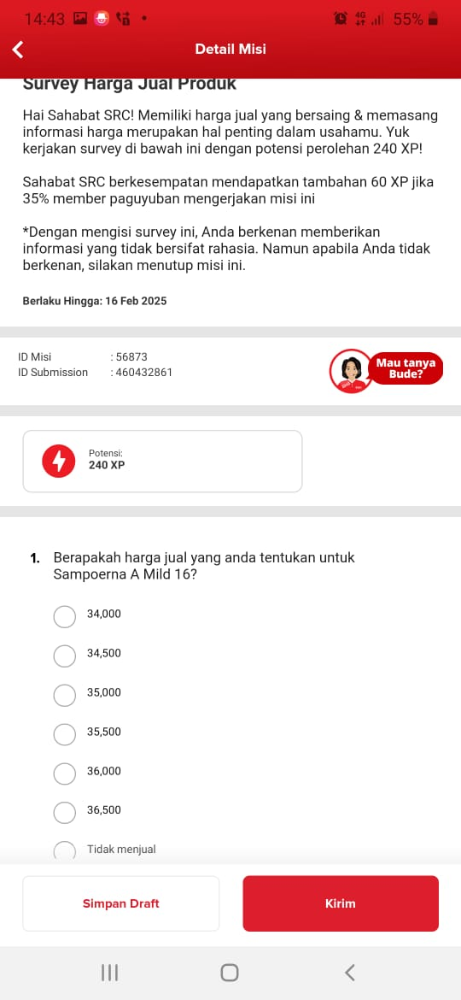 14:43
4G
55%
Detail Misi
Survey Harga Jual Produk
Hai Sahabat SRC! Memiliki harga jual yang bersaing & memasang
informasi harga merupakan hal penting dalam usahamu. Yuk
kerjakan survey di bawah ini dengan potensi perolehan 240 XP!
Sahabat SRC berkesempatan mendapatkan tambahan 60 XP jika
35% member paguyuban mengerjakan misi ini
*Dengan mengisi survey ini, Anda berkenan memberikan
informasi yang tidak bersifat rahasia. Namun apabila Anda tidak
berkenan, silakan menutup misi ini.
Berlaku Hingga: 16 Feb 2025
ID Misi : 56873
ID Submission : 460432861
Mau tanya
Bude?
Potensi:
240 XP
1. Berapakah harga jual yang anda tentukan untuk
Sampoerna A Mild 16?
34,000
34,500
35,000
35,500
36,000
36,500
Tidak menjual
Simpan Draft
Kirim